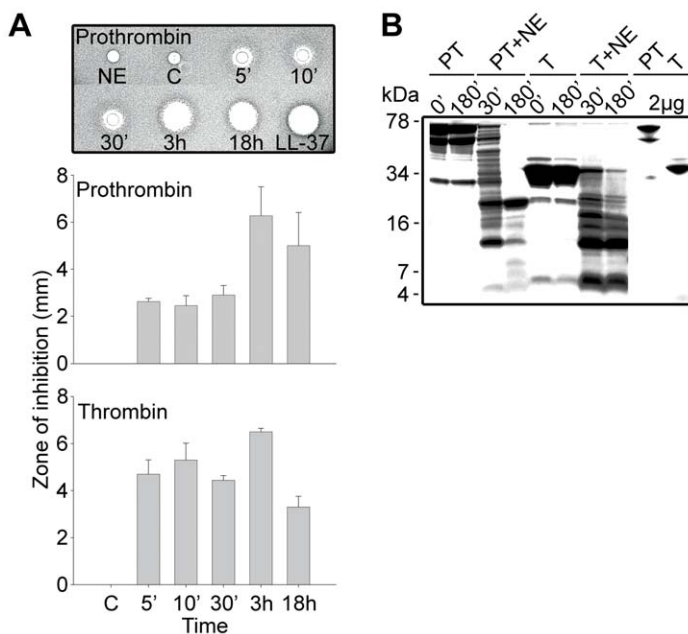 A
Prothrombin
NE C 5' 10'
30' 3h 18h LL-37
Prothrombin
8
6
4
2
0
Zone of inhibition (mm)
Thrombin
8
6
4
2
0
C 5' 10' 30' 3h 18h
Time
B
PT PT+NE T T+NE PT T
0' 180' 30' 180' 0' 180' 30' 180' 2µg
kDa
78 -
34 -
16 -
7 -
4 -